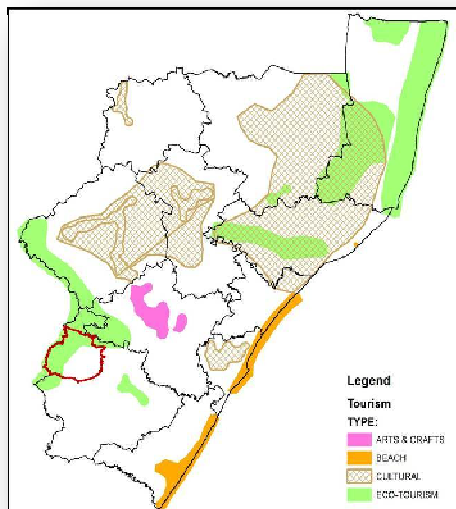 Legend
Tourism
TYPE:
ARTS & CRAFTS
BEACH
CULTURAL
ECO-TOURISM